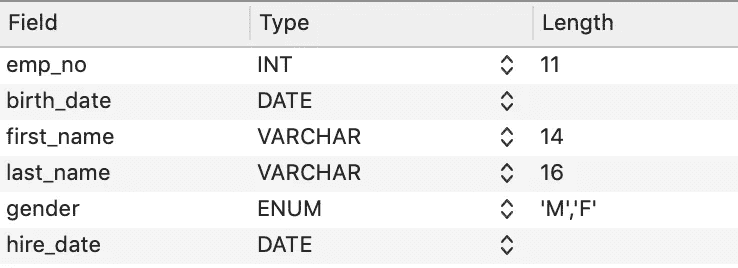 Field Type Length
emp_no INT 11
birth_date DATE
first_name VARCHAR 14
last_name VARCHAR 16
gender ENUM 'M','F'
hire_date DATE